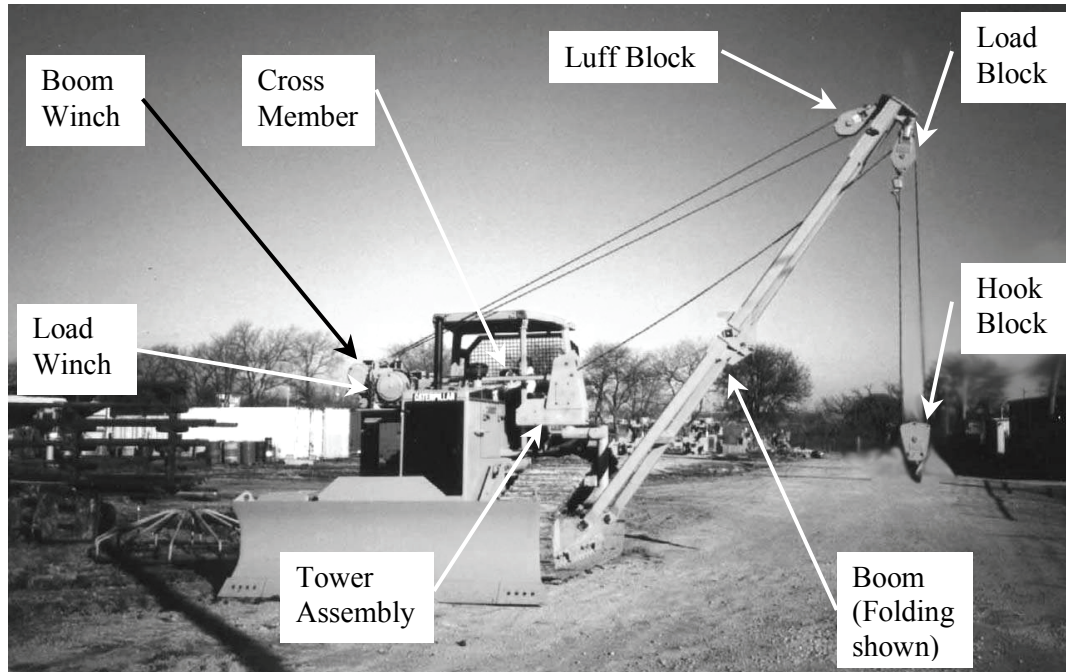 Boom
Winch
Cross
Member
Luff Block
Load
Block
Load
Winch
CATERPILLAR
Hook
Block
Tower
Assembly
Boom
(Folding
shown)